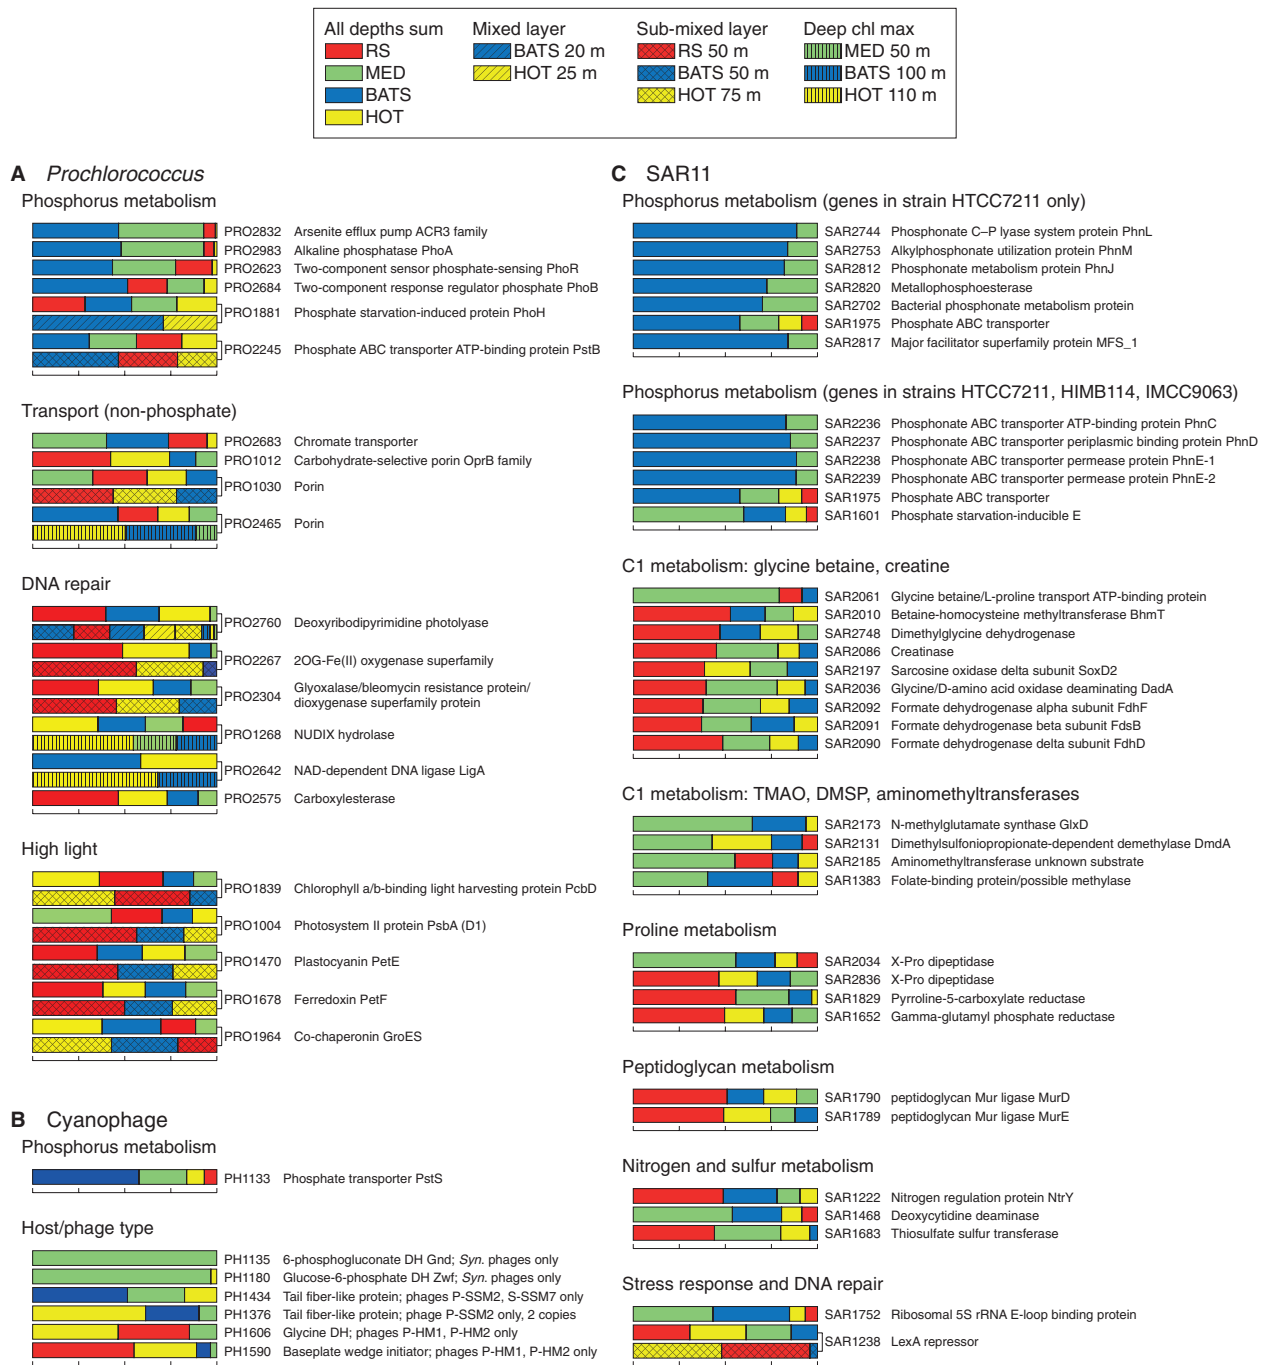 All depths sum
RS
MED
BATS
HOT
Mixed layer
BATS 20 m
HOT 25 m
Sub-mixed layer
RS 50 m
BATS 50 m
HOT 75 m
Deep chl max
MED 50 m
BATS 100 m
HOT 110 m
A Prochlorococcus
Phosphorus metabolism
PRO2832 Arsenite efflux pump ACR3 family
PRO2983 Alkaline phosphatase PhoA
PRO2623 Two-component sensor phosphate-sensing PhoR
PRO2684 Two-component response regulator phosphate PhoB
PRO1881 Phosphate starvation-induced protein PhoH
PRO2245 Phosphate ABC transporter ATP-binding protein PstB
Transport (non-phosphate)
PRO2683 Chromate transporter
PRO1012 Carbohydrate-selective porin OprB family
PRO1030 Porin
PRO2465 Porin
DNA repair
PRO2760 Deoxyribodipyrimidine photolyase
PRO2267 2OG-Fe(II) oxygenase superfamily
PRO2304 Glyoxalase/bleomycin resistance protein/
dioxygenase superfamily protein
PRO1268 NUDIX hydrolase
PRO2642 NAD-dependent DNA ligase LigA
PRO2575 Carboxylesterase
High light
PRO1839 Chlorophyll a/b-binding light harvesting protein PcbD
PRO1004 Photosystem II protein PsbA (D1)
PRO1470 Plastocyanin PetE
PRO1678 Ferredoxin PetF
PRO1964 Co-chaperonin GroES
B Cyanophage
Phosphorus metabolism
PH1133 Phosphate transporter PstS
Host/phage type
PH1135 6-phosphogluconate DH Gnd; Syn. phages only
PH1180 Glucose-6-phosphate DH Zwf; Syn. phages only
PH1434 Tail fiber-like protein; phages P-SSM2, S-SSM7 only
PH1376 Tail fiber-like protein; phage P-SSM2 only, 2 copies
PH1606 Glycine DH; phages P-HM1, P-HM2 only
PH1590 Baseplate wedge initiator; phages P-HM1, P-HM2 only
C SAR11
Phosphorus metabolism (genes in strain HTCC7211 only)
SAR2744 Phosphonate C–P lyase system protein PhnL
SAR2753 Alkylphosphonate utilization protein PhnM
SAR2812 Phosphonate metabolism protein PhnJ
SAR2820 Metallophosphoesterase
SAR2702 Bacterial phosphonate metabolism protein
SAR1975 Phosphate ABC transporter
SAR2817 Major facilitator superfamily protein MFS_1
Phosphorus metabolism (genes in strains HTCC7211, HIMB114, IMCC9063)
SAR2236 Phosphonate ABC transporter ATP-binding protein PhnC
SAR2237 Phosphonate ABC transporter periplasmic binding protein PhnD
SAR2238 Phosphonate ABC transporter permease protein PhnE-1
SAR2239 Phosphonate ABC transporter permease protein PhnE-2
SAR1975 Phosphate ABC transporter
SAR1601 Phosphate starvation-inducible E
C1 metabolism: glycine betaine, creatine
SAR2061 Glycine betaine/L-proline transport ATP-binding protein
SAR2010 Betaine-homocysteine methyltransferase BhmT
SAR2748 Dimethylglycine dehydrogenase
SAR2086 Creatinase
SAR2197 Sarcosine oxidase delta subunit SoxD2
SAR2036 Glycine/D-amino acid oxidase deaminating DadA
SAR2092 Formate dehydrogenase alpha subunit FdhF
SAR2091 Formate dehydrogenase beta subunit FdsB
SAR2090 Formate dehydrogenase delta subunit FdhD
C1 metabolism: TMAO, DMSP, aminomethyltransferases
SAR2173 N-methylglutamate synthase GlxD
SAR2131 Dimethylsulfoniopropionate-dependent demethylase DmdA
SAR2185 Aminomethyltransferase unknown substrate
SAR1383 Folate-binding protein/possible methylase
Proline metabolism
SAR2034 X-Pro dipeptidase
SAR2836 X-Pro dipeptidase
SAR1829 Pyrroline-5-carboxylate reductase
SAR1652 Gamma-glutamyl phosphate reductase
Peptidoglycan metabolism
SAR1790 peptidoglycan Mur ligase MurD
SAR1789 peptidoglycan Mur ligase MurE
Nitrogen and sulfur metabolism
SAR1222 Nitrogen regulation protein NtrY
SAR1468 Deoxycytidine deaminase
SAR1683 Thiosulfate sulfur transferase
Stress response and DNA repair
SAR1752 Ribosomal 5S rRNA E-loop binding protein
SAR1238 LexA repressor